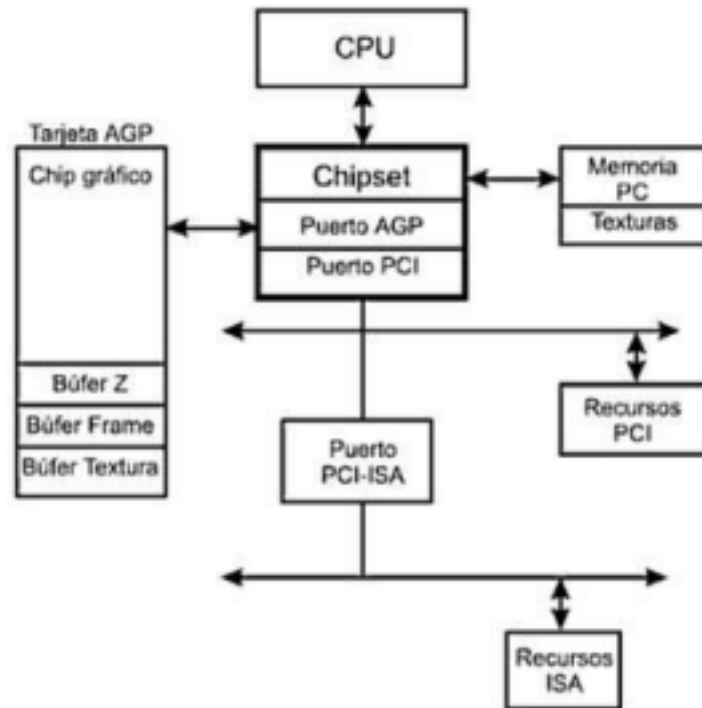 CPU
Tarjeta AGP
Chip gráfico
Chipset
Puerto AGP
Puerto PCI
Memoria
PC
Texturas
Búfer Z
Búfer Frame
Búfer Textura
Puerto
PCI-ISA
Recursos
PCI
Recursos
ISA